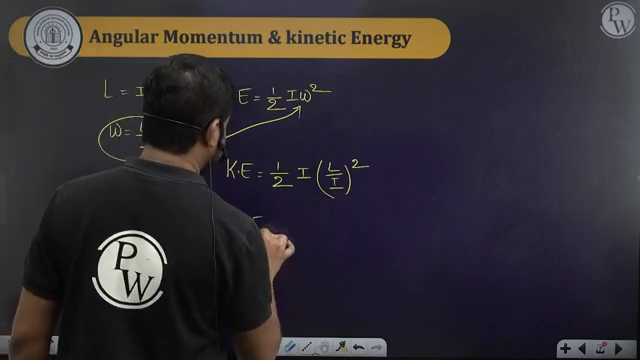 Angular Momentum & kinetic Energy
L = I
E = 1/2 Iω²
ω =
K.E = 1/2 I (L/I)²
PW